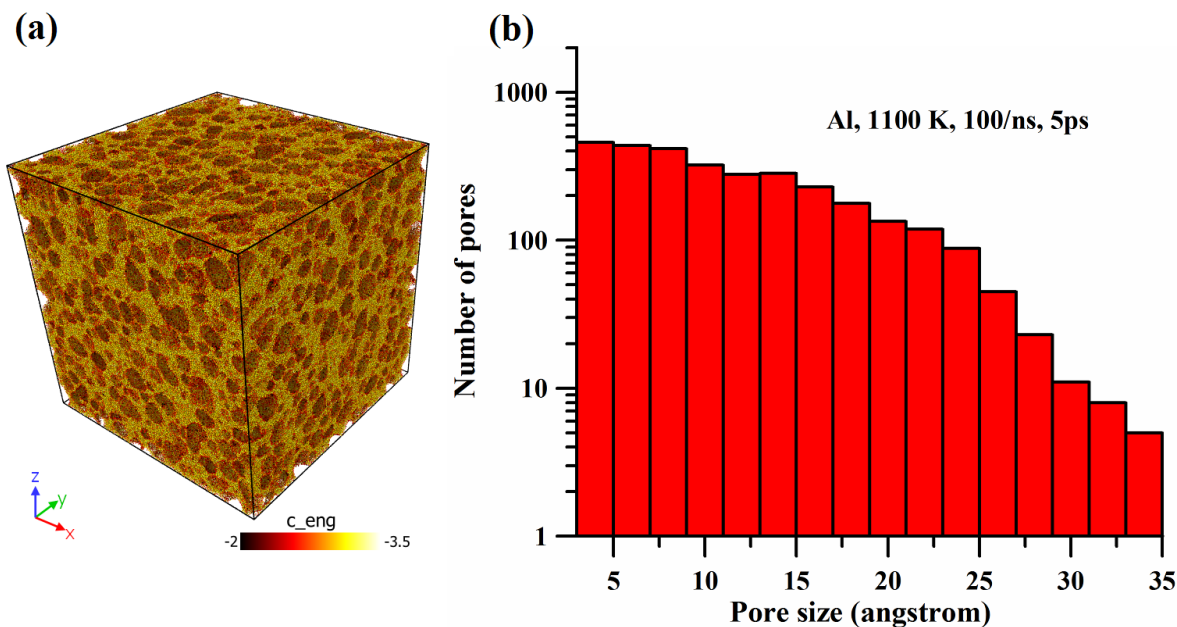 (a)
(b)
z
y
x
c_eng
-2
-3.5
Number of pores
1000
100
10
1
Al, 1100 K, 100/ns, 5ps
5 10 15 20 25 30 35
Pore size (angstrom)